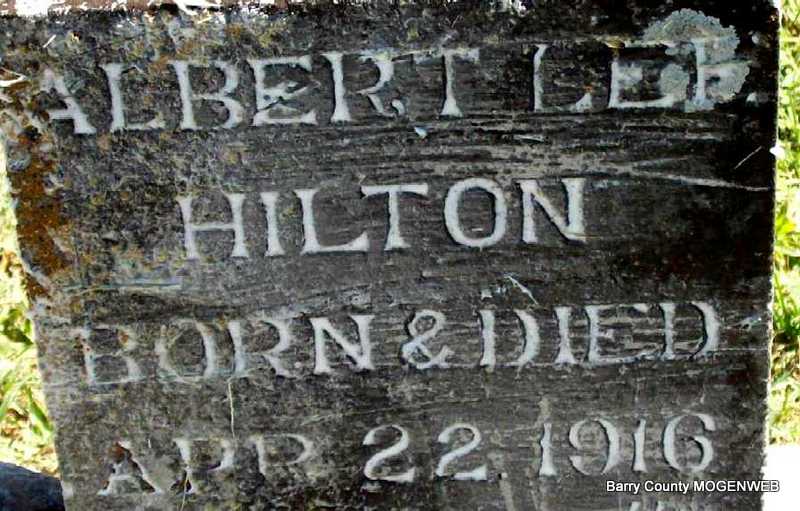 ALBERT LEE
HILTON
BORN & DIED
APR 22 1916
Barry County MOGENWEB